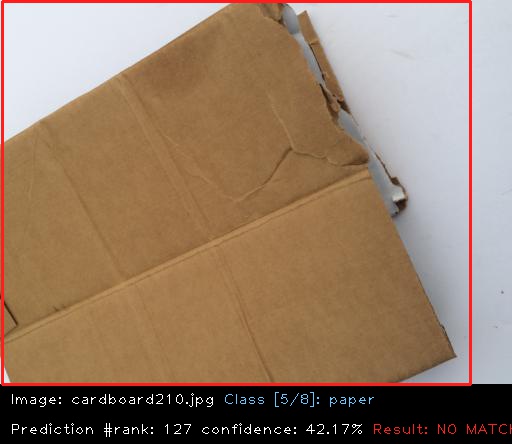 Image: cardboard210.jpg Class [5/8]: paper
Prediction #rank: 127 confidence: 42.17% Result: NO MATCH